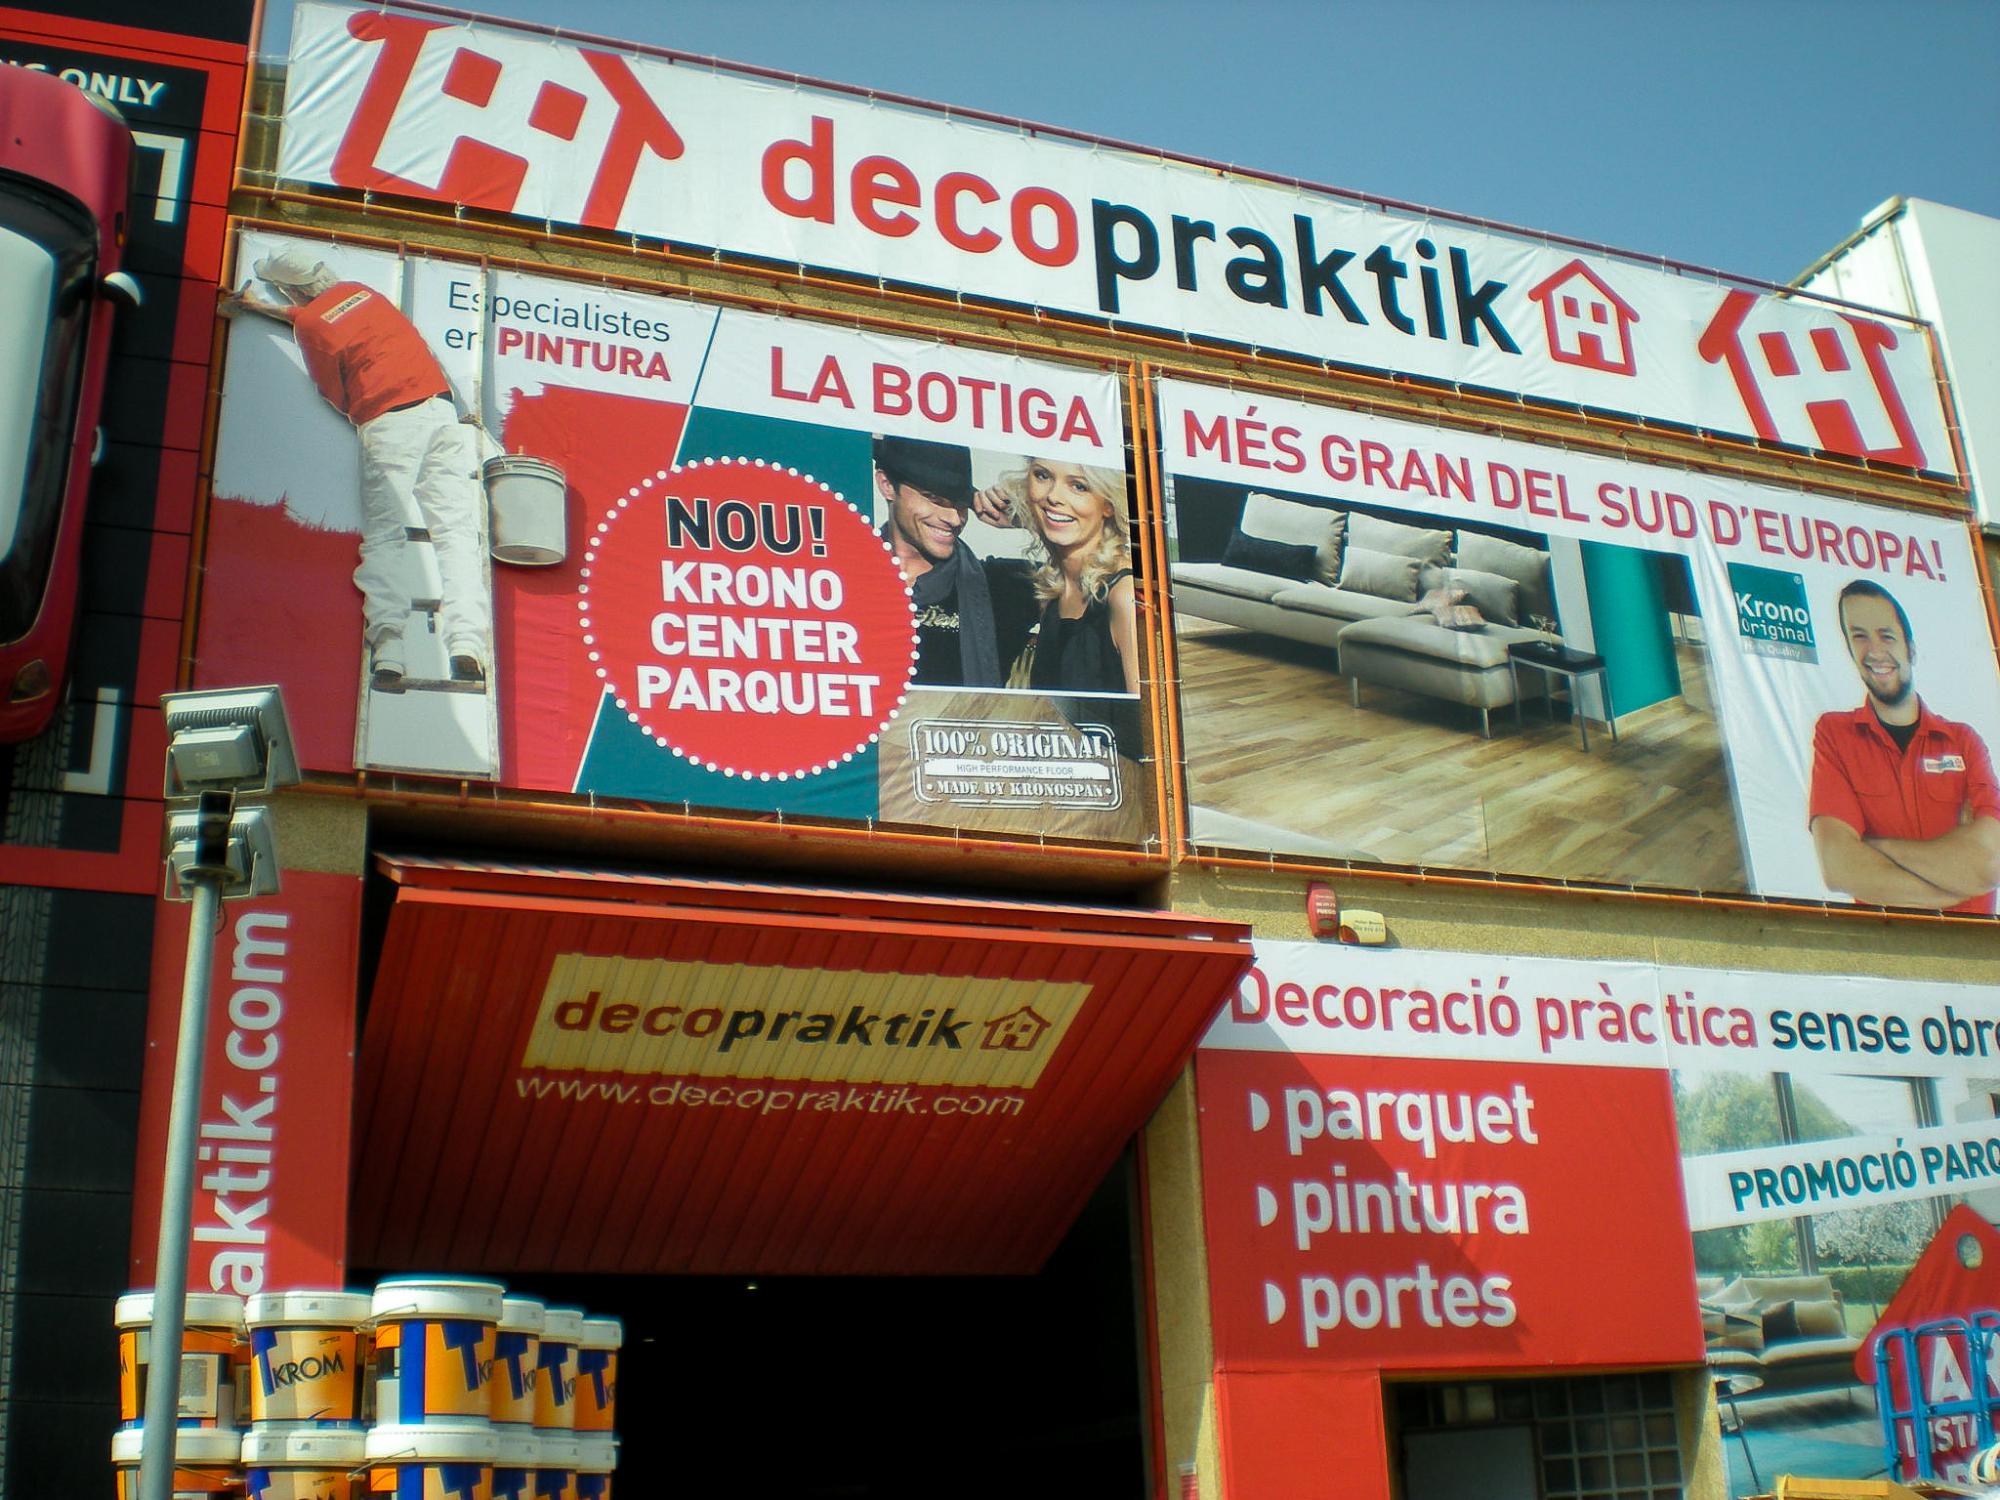 ONLY
decopraktik
Especialistes
en PINTURA
LA BOTIGA
MÉS GRAN DEL SUD D'EUROPA!
NOU!
KRONO
CENTER
PARQUET
100% ORIGINAL
HIGH PERFORMANCE FLOOR
• MADE BY KRONOSPAN •
Krono
Original
®
High Quality
decopraktik
www.decopraktik.com
aktik.com
Decoració pràctica sense obre
parquet
pintura
portes
PROMOCIÓ PARQ
KROM